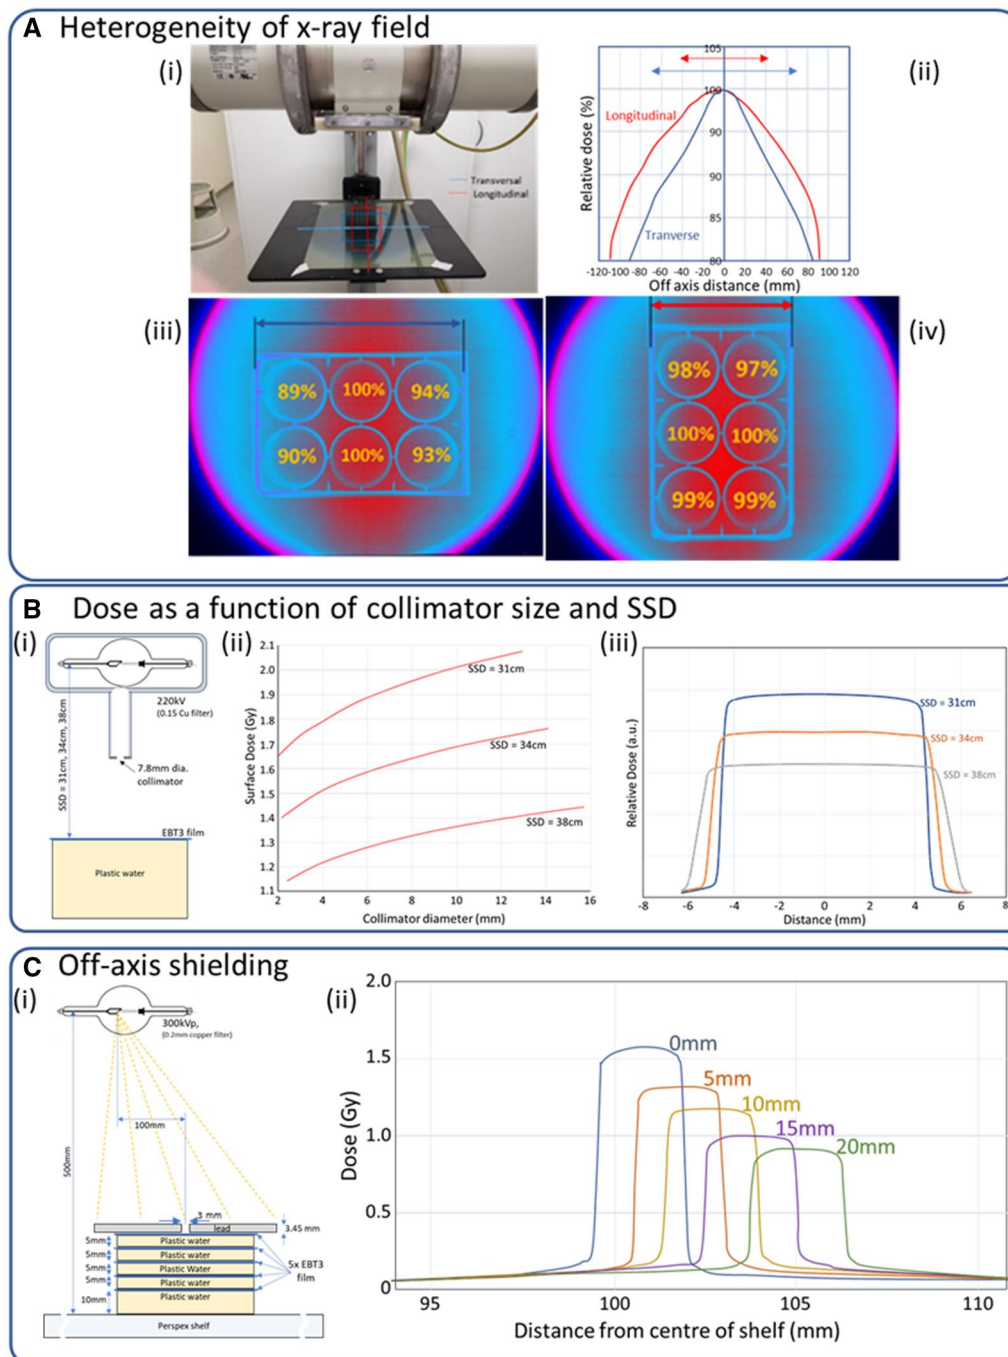 A Heterogeneity of x-ray field
(i)
Transversal
Longitudinal
(ii)
105
100
90
90
85
80
Relative dose (%)
Longitudinal
Tranverse
-120-100 -80 -60 -40 -20 0 20 40 60 80 100 120
Off axis distance (mm)
(iii)
89% 100% 94%
90% 100% 93%
(iv)
98% 97%
100% 100%
99% 99%
B Dose as a function of collimator size and SSD
(i)
220kV
(0.15 Cu filter)
SSD = 31cm, 34cm, 38cm
7.8mm dia.
collimator
EBT3 film
Plastic water
(ii)
2.1
2.0
1.9
1.8
1.7
1.6
1.5
1.4
1.3
1.2
1.1
Surface Dose (Gy)
SSD = 31cm
SSD = 34cm
SSD = 38cm
2 4 6 8 10 12 14 16
Collimator diameter (mm)
(iii)
Relative Dose (a.u.)
SSD = 31cm
SSD = 34cm
SSD = 38cm
-8 -6 -4 -2 0 2 4 6 8
Distance (mm)
C Off-axis shielding
(i)
300kVp,
(0.2mm copper filter)
100mm
500mm
3 mm
lead
3.45 mm
5mm Plastic water
5mm Plastic water
5mm Plastic Water
5mm Plastic water
10mm Plastic water
5x EBT3
film
Perspex shelf
(ii)
2.0
1.5
1.0
0.5
0
Dose (Gy)
0mm
5mm
10mm
15mm
20mm
95 100 105 110
Distance from centre of shelf (mm)